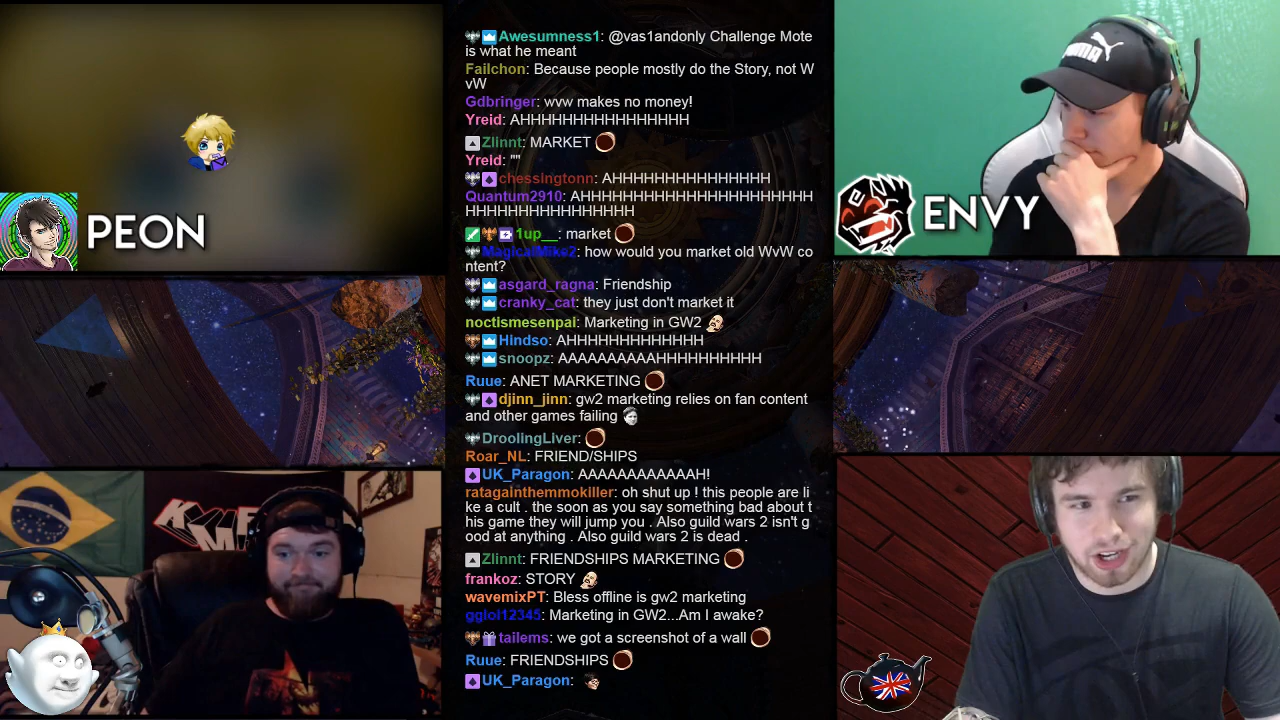 PEON
Awesumness1: @vas1andonly Challenge Mote
is what he meant
Failchon: Because people mostly do the Story, not W
vW
Gdbringer: wvw makes no money!
Yreid: AHHHHHHHHHHHHHHHH
Zlinnt: MARKET
Yreid: ""
chessingtonn: AHHHHHHHHHHHHHHH
Quantum2910: AHHHHHHHHHHHHHHHHHHHH
HHHHHHHHHHHHHHH
1up__: market
MagicalMike2: how would you market old WvW co
ntent?
asgard_ragna: Friendship
cranky_cat: they just don't market it
noctismesenpai: Marketing in GW2
Hindso: AHHHHHHHHHHHHH
snoopz: AAAAAAAAAAHHHHHHHHHH
Ruue: ANET MARKETING
djinn_jinn: gw2 marketing relies on fan content
and other games failing
DroolingLiver:
Roar_NL: FRIEND/SHIPS
UK_Paragon: AAAAAAAAAAAAH!
ratagainthemmokiller: oh shut up ! this people are li
ke a cult . the soon as you say something bad about t
his game they will jump you . Also guild wars 2 isn't g
ood at anything . Also guild wars 2 is dead .
Zlinnt: FRIENDSHIPS MARKETING
frankoz: STORY
wavemixPT: Bless offline is gw2 marketing
gglol12345: Marketing in GW2...Am I awake?
tailems: we got a screenshot of a wall
Ruue: FRIENDSHIPS
UK_Paragon:
PUMA
ENVY